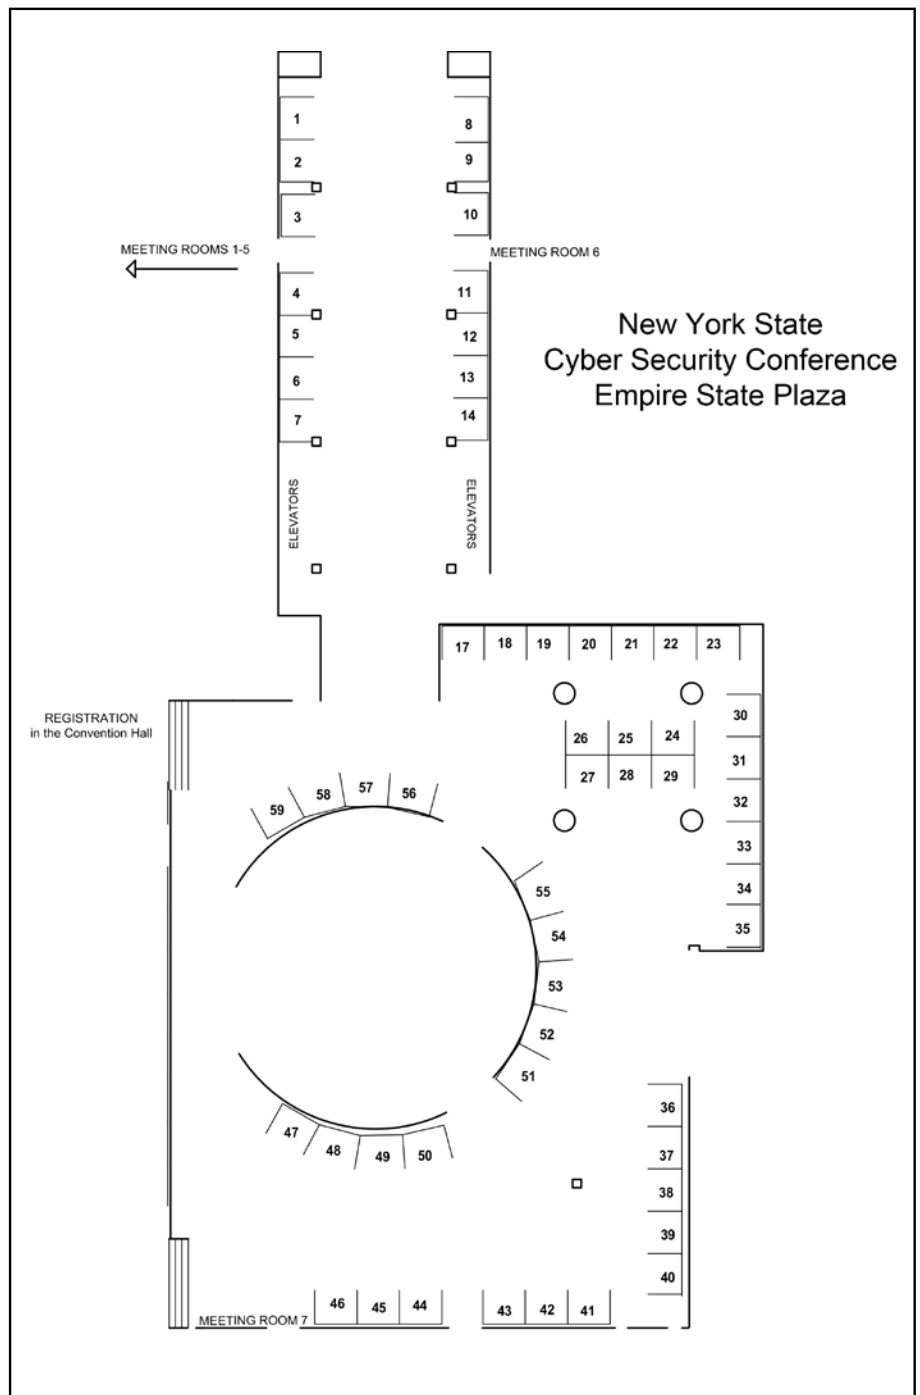 1
8
2
9
3
10
MEETING ROOMS 1-5
MEETING ROOM 6
4
11
5
12
6
13
7
14
New York State
Cyber Security Conference
Empire State Plaza
ELEVATORS
ELEVATORS
17 18 19 20 21 22 23
REGISTRATION
in the Convention Hall
26 25 24
27 28 29
30
31
32
33
34
35
59 58 57 56
55
54
53
52
51
47 48 49 50
36
37
38
39
40
46 45 44 43 42 41
MEETING ROOM 7